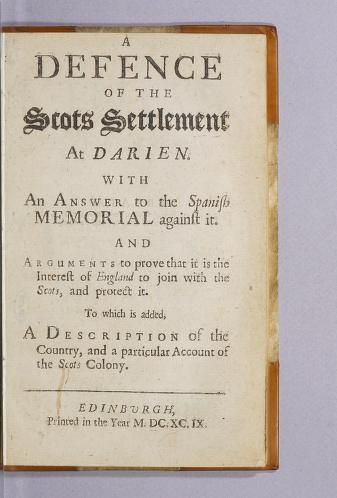 A
DEFENCE
OF THE
Scots Settlement
At DARIEN.
WITH
An ANSWER to the Spaniſh
MEMORIAL againſt it.
AND
ARGUMENTS to prove that it is the
Intereſt of England to join with the
Scots, and protect it.
To which is added,
A DESCRIPTION of the
Country, and a particular Account of
the Scots Colony.
EDINBURGH,
Printed in the Year M. DC. XC. IX.